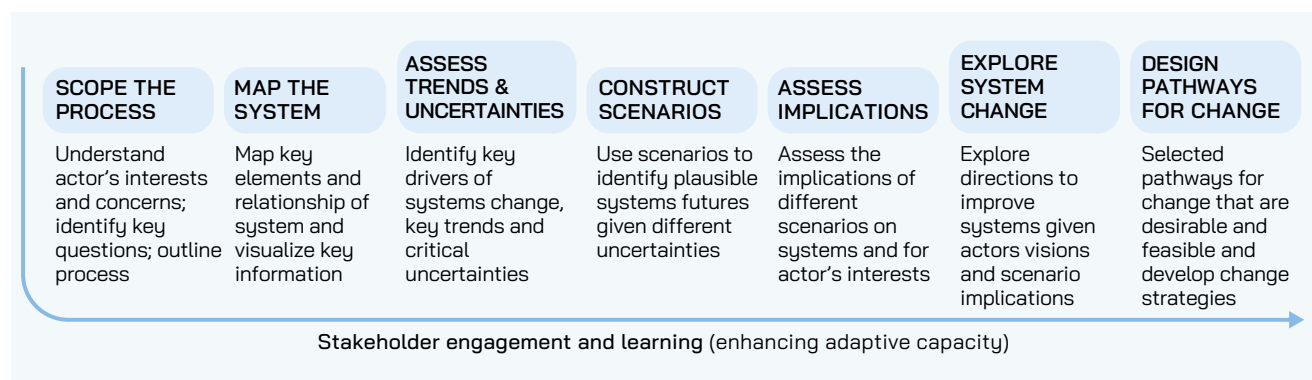 SCOPE THE
PROCESS
Understand
actor's interests
and concerns;
identify key
questions; outline
process
MAP THE
SYSTEM
Map key
elements and
relationship of
system and
visualize key
information
ASSESS
TRENDS &
UNCERTAINTIES
Identify key
drivers of
systems change,
key trends and
critical
uncertainties
CONSTRUCT
SCENARIOS
Use scenarios to
identify plausible
systems futures
given different
uncertainties
ASSESS
IMPLICATIONS
Assess the
implications of
different
scenarios on
systems and for
actor's interests
EXPLORE
SYSTEM
CHANGE
Explore
directions to
improve
systems given
actors visions
and scenario
implications
DESIGN
PATHWAYS
FOR CHANGE
Selected
pathways for
change that are
desirable and
feasible and
develop change
strategies
Stakeholder engagement and learning (enhancing adaptive capacity)